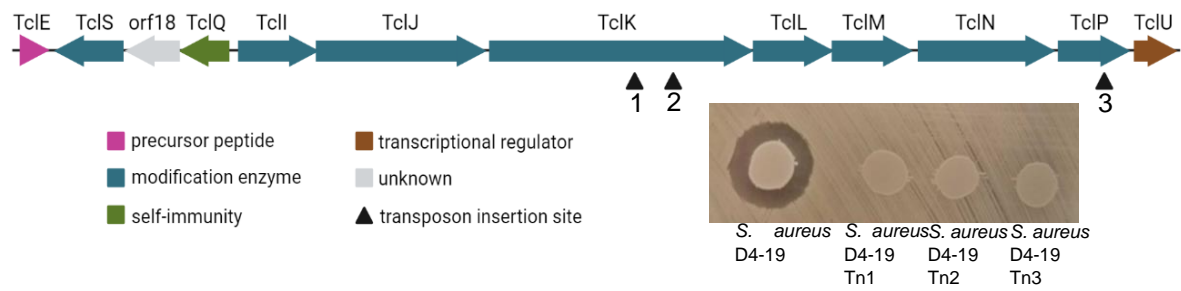 TclE TclS orf18 TclQ TclI TclJ TclK TclL TclM TclN TclP TclU
1 2 3
precursor peptide transcriptional regulator
modification enzyme unknown
self-immunity transposon insertion site
S. aureus S. aureus S. aureus S. aureus
D4-19 D4-19 D4-19 D4-19
Tn1 Tn2 Tn3